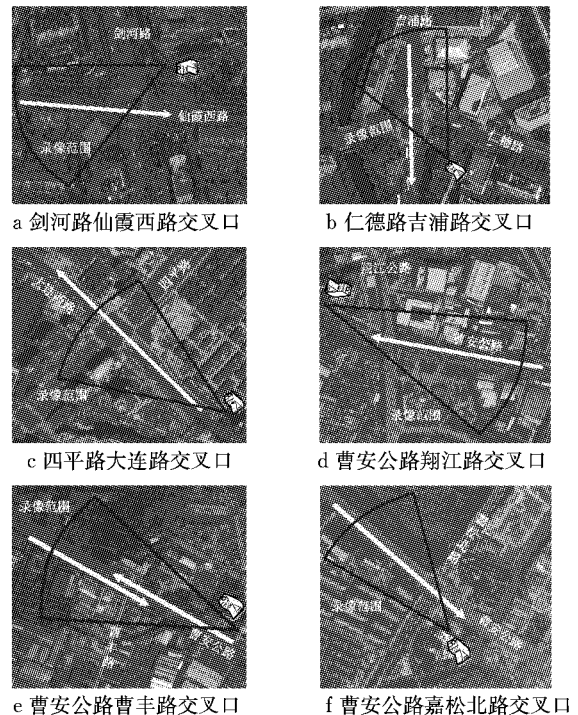 剑河路
仙霞西路
录像范围
a 剑河路仙霞西路交叉口
吉浦路
录像范围
仁德路
b 仁德路吉浦路交叉口
四平路
大连西路
录像范围
c 四平路大连路交叉口
翔江公路
曹安公路
录像范围
d 曹安公路翔江路交叉口
录像范围
曹丰路
曹安公路
e 曹安公路曹丰路交叉口
录像范围
曹安公路
f 曹安公路嘉松北路交叉口